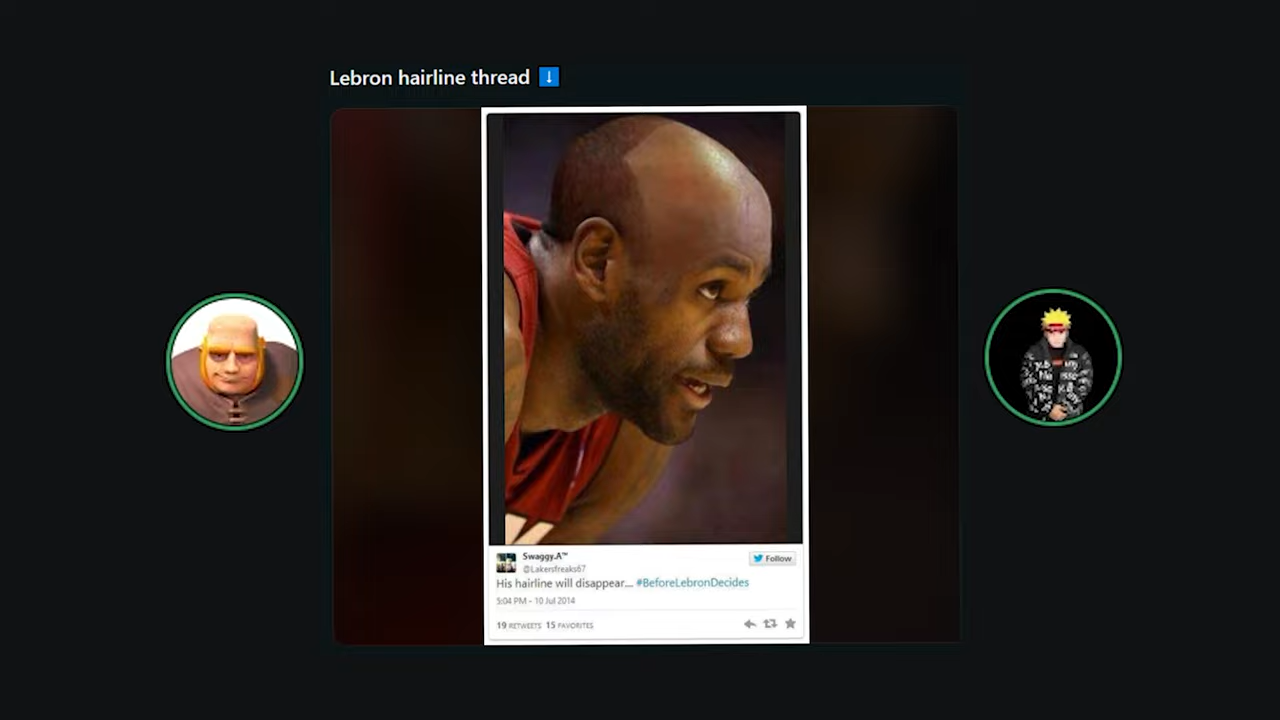 Lebron hairline thread ⬇
Swaggy.A™
@Lakersfreaks67
Follow
His hairline will disappear... #BeforeLebronDecides
5:04 PM - 10 Jul 2014
19 RETWEETS 15 FAVORITES